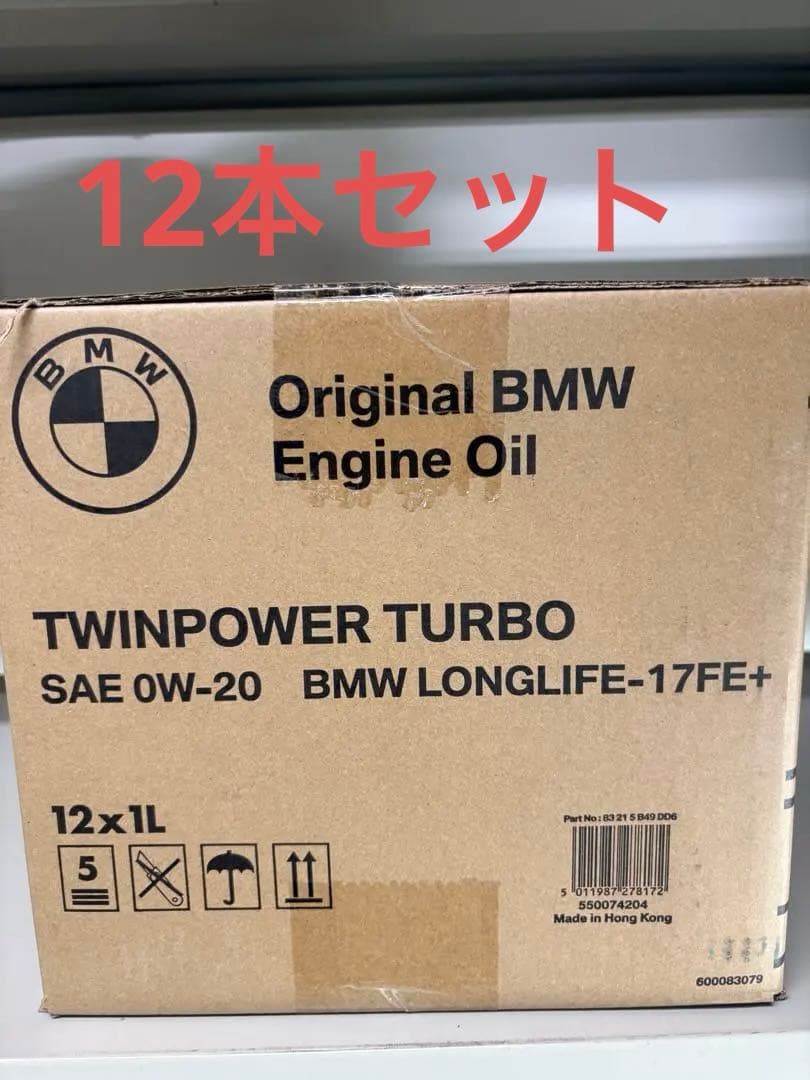 12本セット
BMW
Original BMW
Engine Oil
TWINPOWER TURBO
SAE 0W-20 BMW LONGLIFE-17FE+
12x1L
5
Part No.: 83 21 5 B49 DD6
5 011987 278172
550074204
Made in Hong Kong
600083079